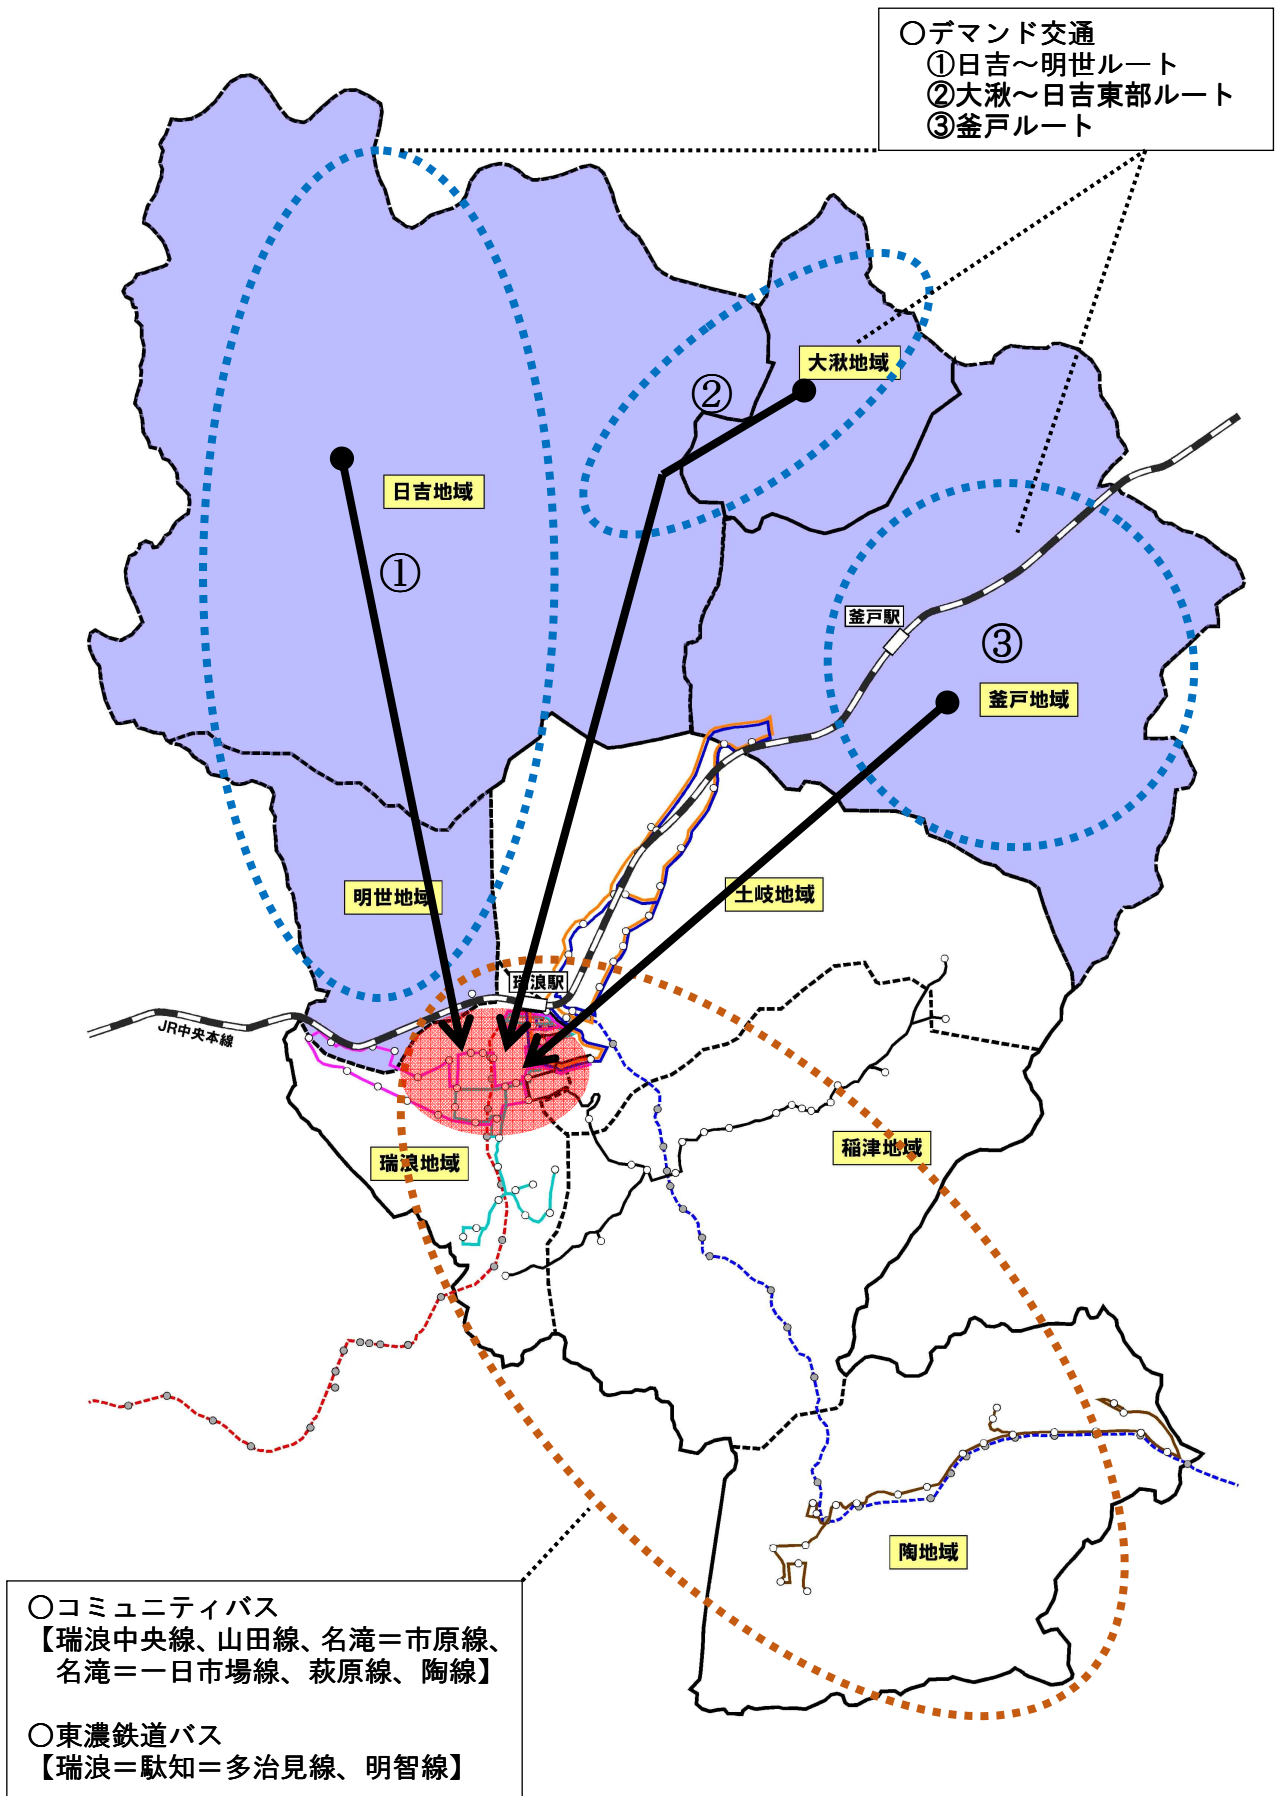 ○デマンド交通
①日吉～明世ルート
②大湫～日吉東部ルート
③釜戸ルート
大湫地域
②
日吉地域
①
釜戸駅
③
釜戸地域
明世地域
土岐地域
瑞浪駅
JR中央本線
稲津地域
瑞浪地域
陶地域
○コミュニティバス
【瑞浪中央線、山田線、名滝＝市原線、
名滝＝一日市場線、萩原線、陶線】
○東濃鉄道バス
【瑞浪＝駄知＝多治見線、明智線】